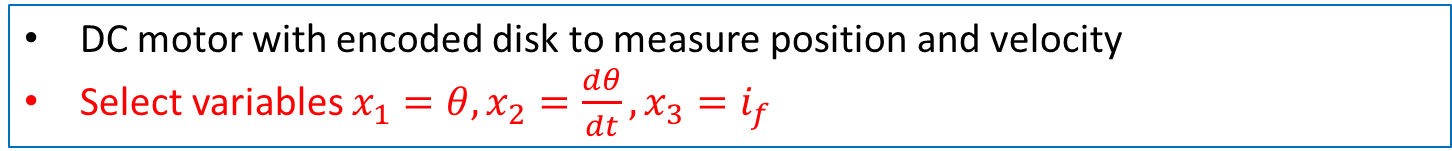 • DC motor with encoded disk to measure position and velocity
• Select variables x₁ = θ, x₂ = dθ/dt, x₃ = i_f